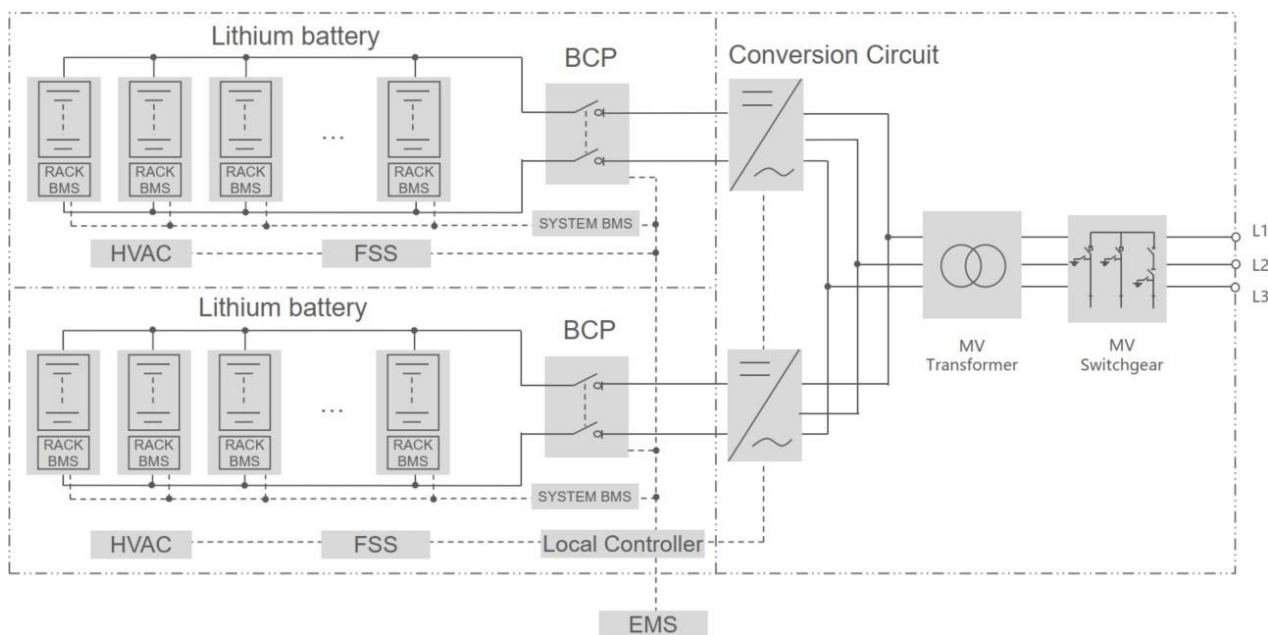 Lithium battery
BCP
Conversion Circuit
RACK
BMS
RACK
BMS
RACK
BMS
...
RACK
BMS
SYSTEM BMS
HVAC
FSS
L1
L2
L3
MV
Transformer
MV
Switchgear
Lithium battery
BCP
RACK
BMS
RACK
BMS
RACK
BMS
...
RACK
BMS
SYSTEM BMS
HVAC
FSS
Local Controller
EMS